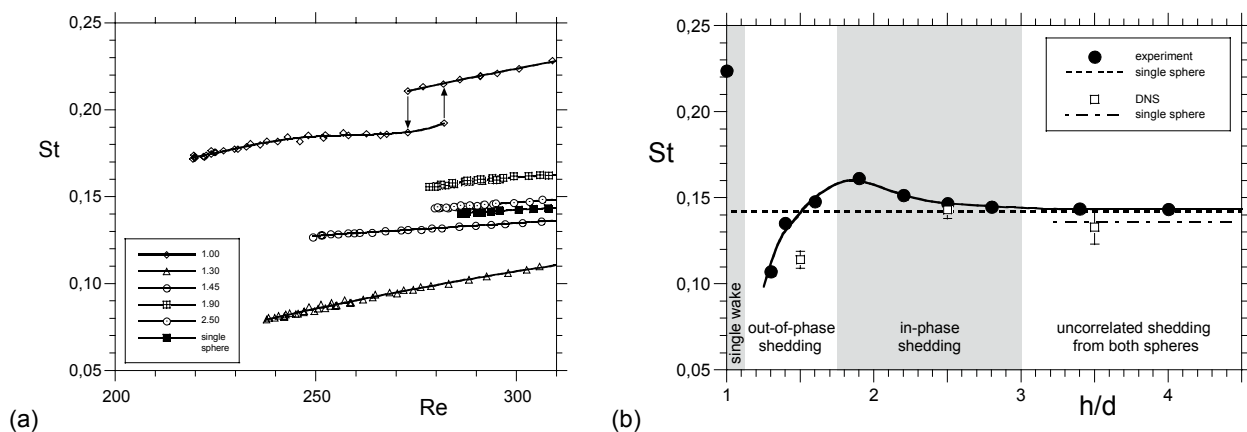 0,25
0,20
St
0,15
0,10
0,05
200
250
Re
300
1.00
1.30
1.45
1.90
2.50
single
sphere
(a)
0,25
0,20
St
0,15
0,10
0,05
1
2
3
h/d
4
experiment
single sphere
DNS
single sphere
single wake
out-of-phase
shedding
in-phase
shedding
uncorrelated shedding
from both spheres
(b)